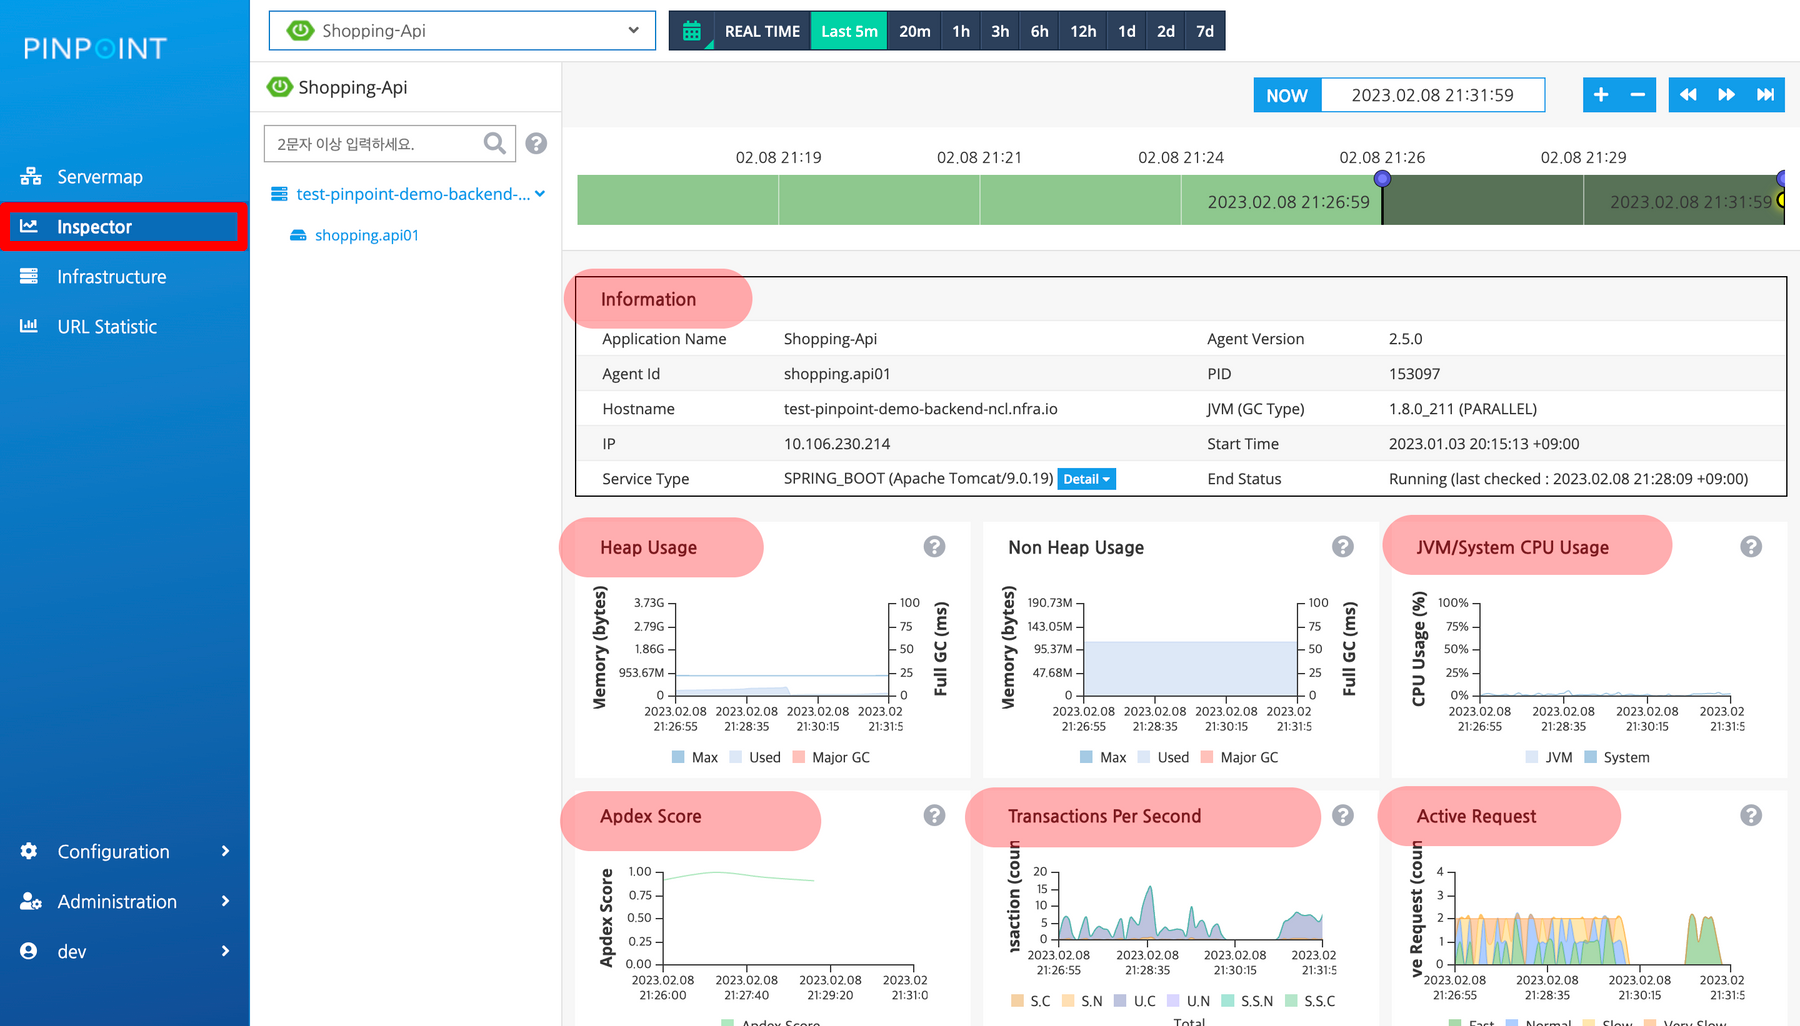 PINPOINT
Shopping-Api
REAL TIME Last 5m 20m 1h 3h 6h 12h 1d 2d 7d
Shopping-Api
NOW 2023.02.08 21:31:59
2문자 이상 입력하세요.
Servermap
Inspector
Infrastructure
URL Statistic
test-pinpoint-demo-backend-...
shopping.api01
02.08 21:19 02.08 21:21 02.08 21:24 02.08 21:26 02.08 21:29
2023.02.08 21:26:59 2023.02.08 21:31:59
Information
Application Name Shopping-Api Agent Version 2.5.0
Agent Id shopping.api01 PID 153097
Hostname test-pinpoint-demo-backend-ncl.nfra.io JVM (GC Type) 1.8.0_211 (PARALLEL)
IP 10.106.230.214 Start Time 2023.01.03 20:15:13 +09:00
Service Type SPRING_BOOT (Apache Tomcat/9.0.19) Detail End Status Running (last checked : 2023.02.08 21:28:09 +09:00)
Heap Usage
Memory (bytes)
3.73G
2.79G
1.86G
953.67M
0
100
75
50
25
0
Full GC (ms)
2023.02.08 2023.02.08 2023.02.08 2023.02
21:26:55 21:28:35 21:30:15 21:31:5
Max Used Major GC
Non Heap Usage
Memory (bytes)
190.73M
143.05M
95.37M
47.68M
0
100
75
50
25
0
Full GC (ms)
2023.02.08 2023.02.08 2023.02.08 2023.02
21:26:55 21:28:35 21:30:15 21:31:5
Max Used Major GC
JVM/System CPU Usage
CPU Usage (%)
100%
75%
50%
25%
0%
2023.02.08 2023.02.08 2023.02.08 2023.02
21:26:55 21:28:35 21:30:15 21:31:5
JVM System
Apdex Score
Apdex Score
1.00
0.75
0.50
0.25
0.00
2023.02.08 2023.02.08 2023.02.08 2023.02
21:26:00 21:27:40 21:29:20 21:31:0
Apdex Score
Transactions Per Second
nsaction (coun
20
15
10
5
0
2023.02.08 2023.02.08 2023.02.08 2023.02
21:26:55 21:28:35 21:30:15 21:31:5
S.C S.N U.C U.N S.S.N S.S.C
Total
Active Request
ve Request (coun
4
3
2
1
0
2023.02.08 2023.02.08 2023.02.08 2023.02
21:26:55 21:28:35 21:30:15 21:31:5
Fast Normal Slow Very Slow
Configuration
Administration
dev